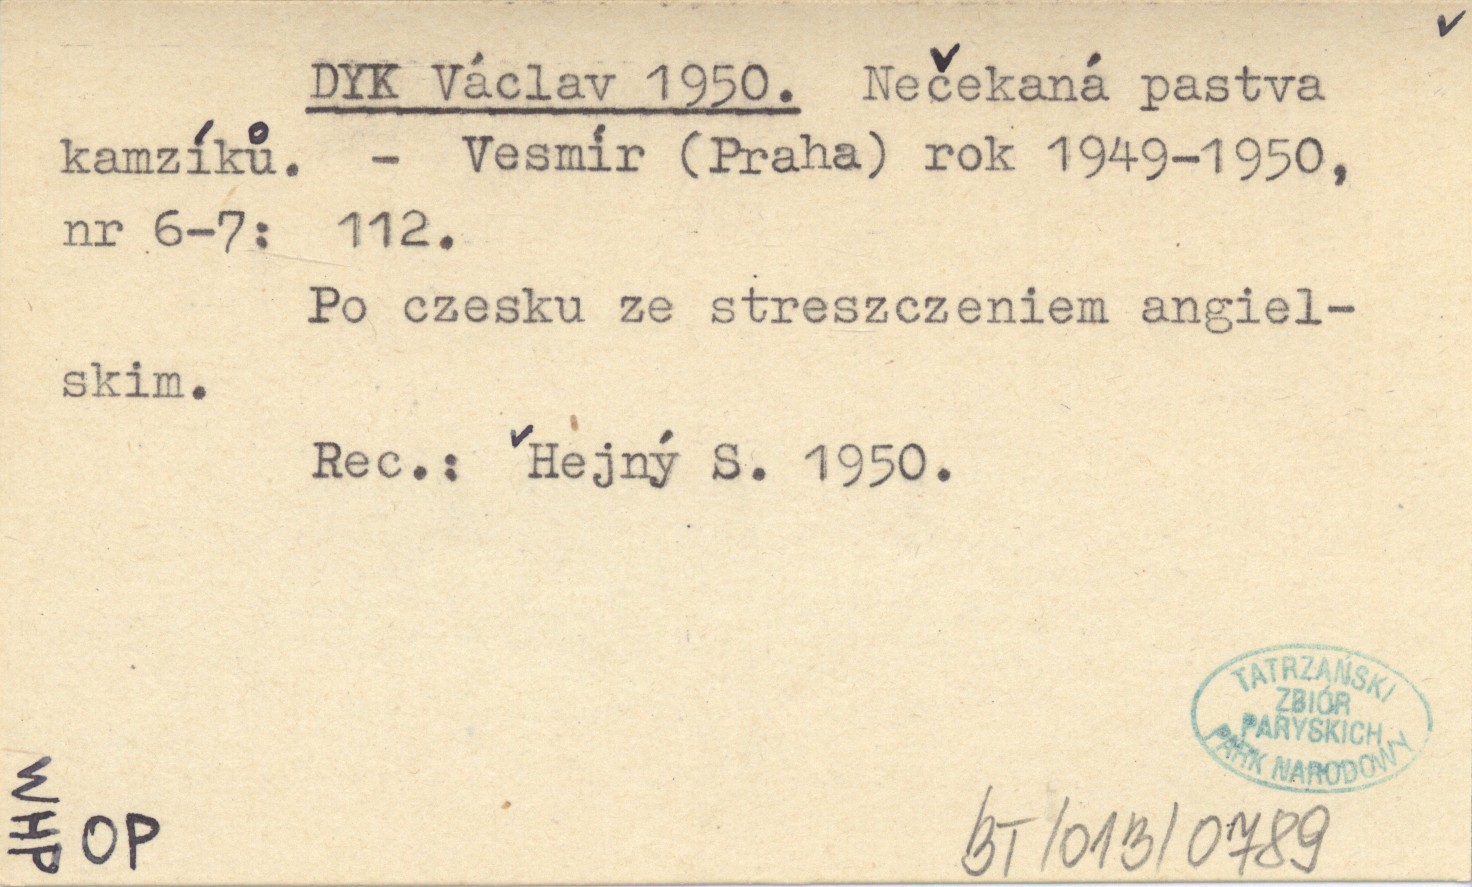 DYK Václav 1950. Nečekaná pastva
kamzíků. - Vesmír (Praha) rok 1949-1950,
nr 6-7: 112.
Po czesku ze streszczeniem angiel-
skim.
Rec.: Hejný S. 1950.
TATRZAŃSKI
ZBIÓR
PARYSKICH
PARK NARODOWY
WHP
OP
BT/013/0789